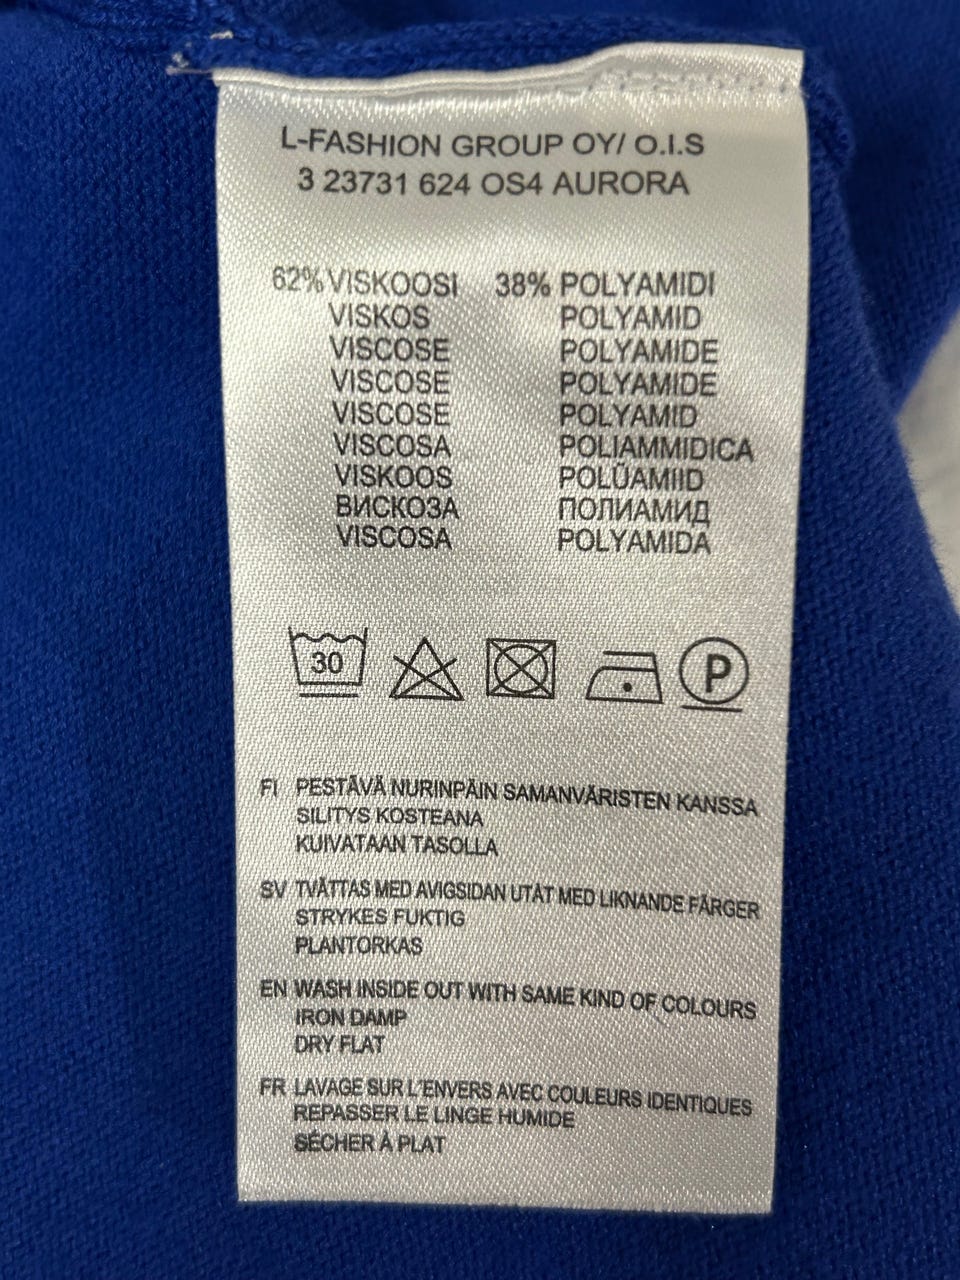 L-FASHION GROUP OY/ O.I.S
3 23731 624 OS4 AURORA
62% VISKOOSI 38% POLYAMIDI
VISKOS POLYAMID
VISCOSE POLYAMIDE
VISCOSE POLYAMIDE
VISCOSE POLYAMID
VISCOSA POLIAMMIDICA
VISKOOS POLÜAMIID
ВИСКОЗА ПОЛИАМИД
VISCOSA POLYAMIDA
30 P
FI PESTÄVÄ NURINPÄIN SAMANVÄRISTEN KANSSA
SILITYS KOSTEANA
KUIVATAAN TASOLLA
SV TVÄTTAS MED AVIGSIDAN UTÅT MED LIKNANDE FÄRGER
STRYKES FUKTIG
PLANTORKAS
EN WASH INSIDE OUT WITH SAME KIND OF COLOURS
IRON DAMP
DRY FLAT
FR LAVAGE SUR L'ENVERS AVEC COULEURS IDENTIQUES
REPASSER LE LINGE HUMIDE
SÉCHER À PLAT